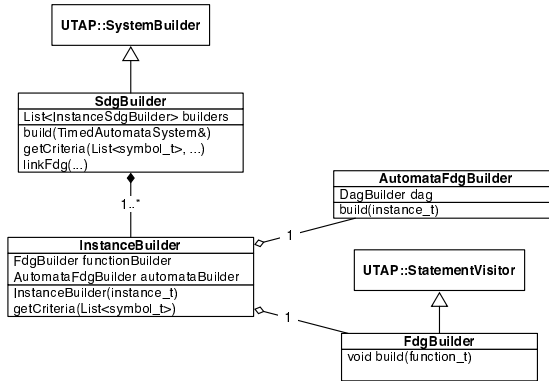 UTAP::SystemBuilder
SdgBuilder
List<InstanceSdgBuilder> builders
build(TimedAutomataSystem&)
getCriteria(List<symbol_t>, ...)
linkFdg(...)
1..*
AutomataFdgBuilder
DagBuilder dag
build(instance_t)
1
InstanceBuilder
FdgBuilder functionBuilder
AutomataFdgBuilder automataBuilder
InstanceBuilder(instance_t)
getCriteria(List<symbol_t>)
UTAP::StatementVisitor
1
FdgBuilder
void build(function_t)